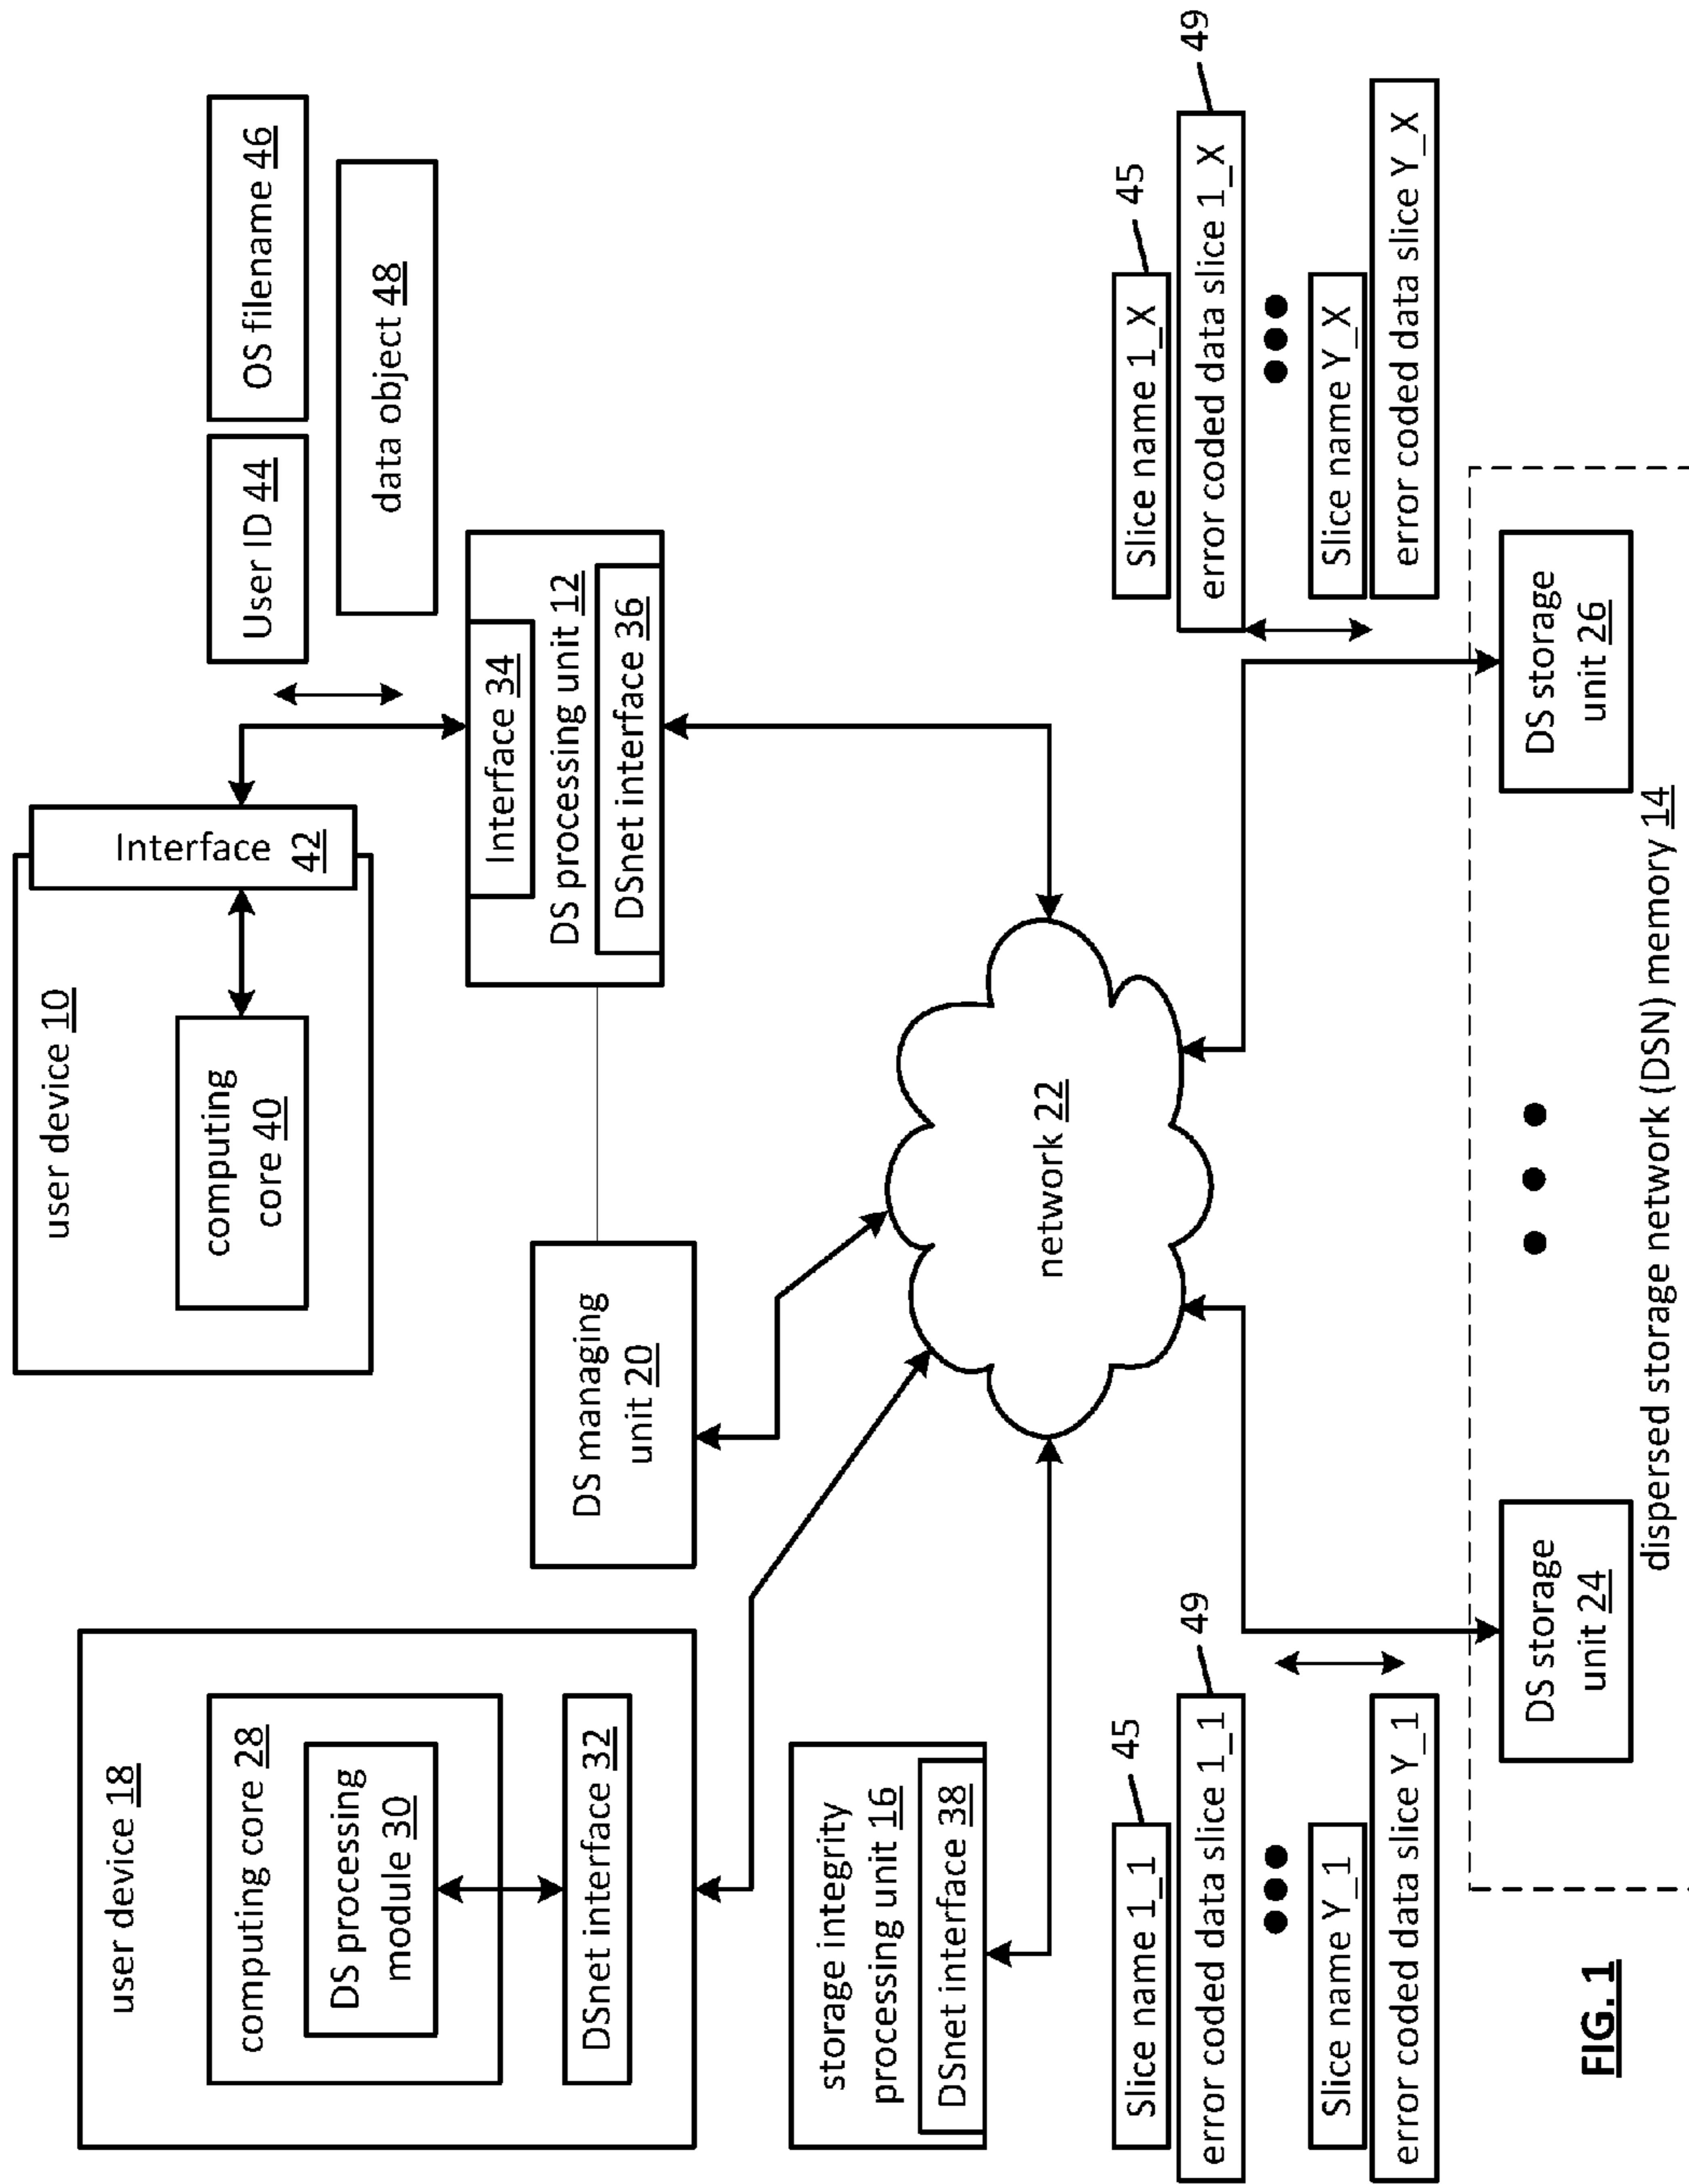 user device 18
computing core 28
DS processing
module 30
DSnet interface 32
user device 10
computing
core 40
Interface
42
User ID 44
OS filename 46
data object 48
DS managing
unit 20
Interface 34
DS processing unit 12
DSnet interface 36
storage integrity
processing unit 16
DSnet interface 38
network 22
45
Slice name 1_1
49
error coded data slice 1_1
Slice name Y_1
error coded data slice Y_1
45
Slice name 1_X
49
error coded data slice 1_X
Slice name Y_X
error coded data slice Y_X
DS storage
unit 24
DS storage
unit 26
dispersed storage network (DSN) memory 14
FIG. 1